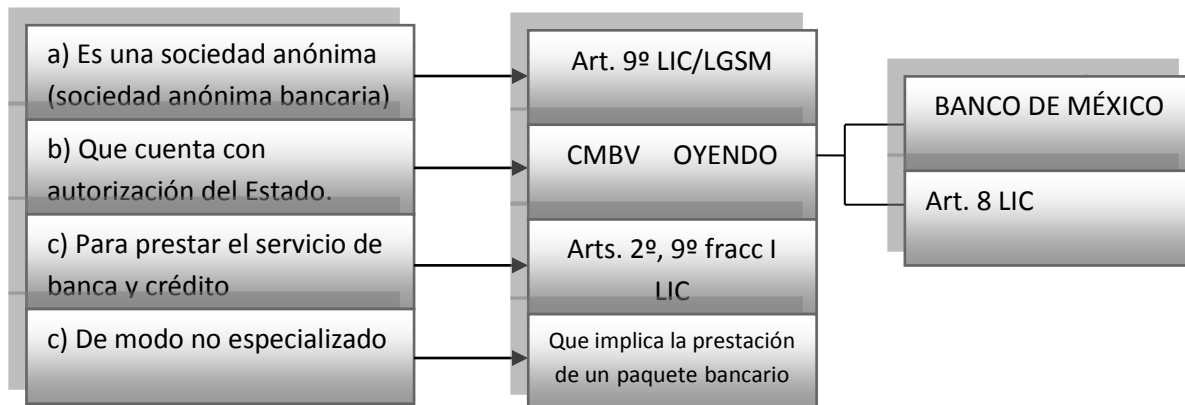 a) Es una sociedad anónima
(sociedad anónima bancaria)
b) Que cuenta con
autorización del Estado.
c) Para prestar el servicio de
banca y crédito
c) De modo no especializado
Art. 9º LIC/LGSM
CMBV OYENDO
Arts. 2º, 9º fracc I
LIC
Que implica la prestación
de un paquete bancario
BANCO DE MÉXICO
Art. 8 LIC